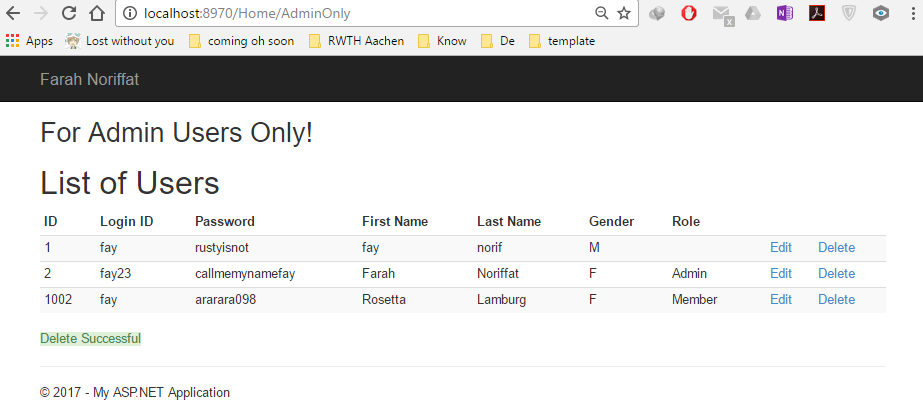 localhost:8970/Home/AdminOnly
Apps Lost without you coming oh soon RWTH Aachen Know De template
Farah Noriffat
For Admin Users Only!
List of Users
ID Login ID Password First Name Last Name Gender Role
1 fay rustyisnot fay norif M Edit Delete
2 fay23 callmemynamefay Farah Noriffat F Admin Edit Delete
1002 fay ararara098 Rosetta Lamburg F Member Edit Delete
Delete Successful
© 2017 - My ASP.NET Application